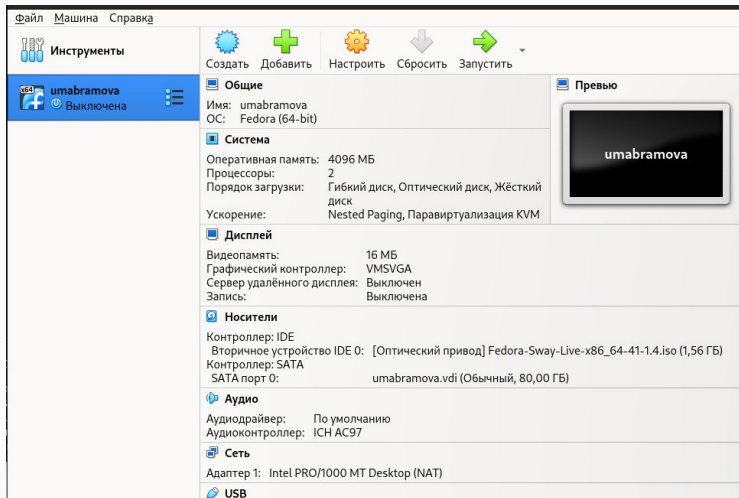 Файл Машина Справка
Инструменты
Создать Добавить Настроить Сбросить Запустить
x64
umabramova
Выключена
Общие
Имя: umabramova
ОС: Fedora (64-bit)
Превью
umabramova
Система
Оперативная память: 4096 МБ
Процессоры: 2
Порядок загрузки: Гибкий диск, Оптический диск, Жёсткий
диск
Ускорение: Nested Paging, Паравиртуализация KVM
Дисплей
Видеопамять: 16 МБ
Графический контроллер: VMSVGA
Сервер удалённого дисплея: Выключен
Запись: Выключена
Носители
Контроллер: IDE
Вторичное устройство IDE 0: [Оптический привод] Fedora-Sway-Live-x86_64-41-1.4.iso (1,56 ГБ)
Контроллер: SATA
SATA порт 0: umabramova.vdi (Обычный, 80,00 ГБ)
Аудио
Аудиодрайвер: По умолчанию
Аудиоконтроллер: ICH AC97
Сеть
Адаптер 1: Intel PRO/1000 MT Desktop (NAT)
USB